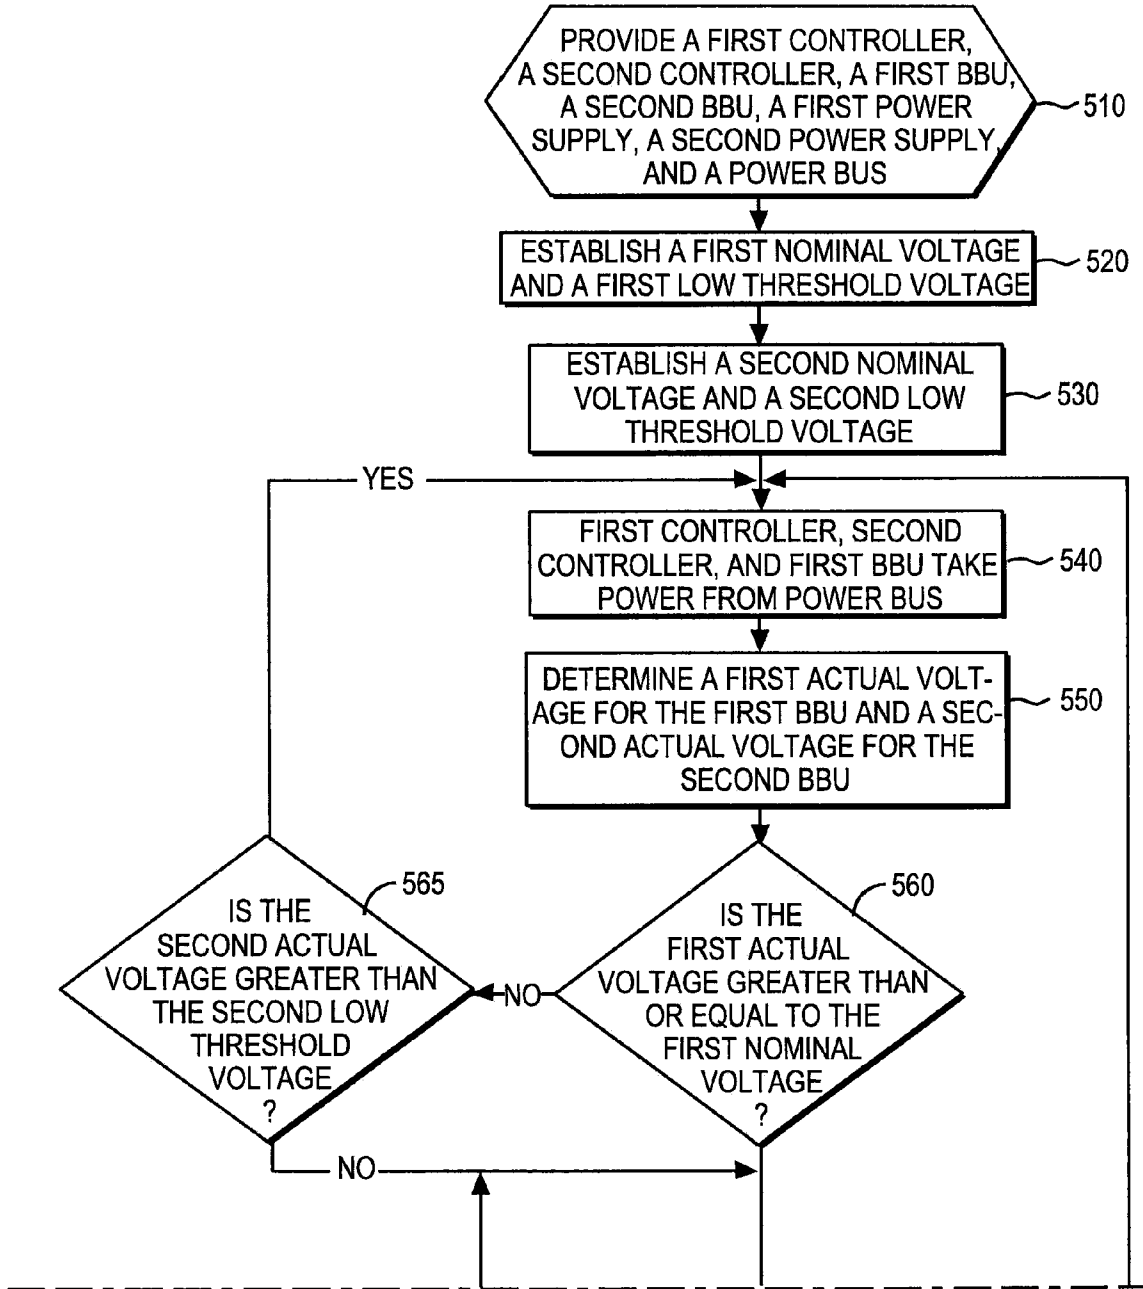 PROVIDE A FIRST CONTROLLER,
A SECOND CONTROLLER, A FIRST BBU,
A SECOND BBU, A FIRST POWER
SUPPLY, A SECOND POWER SUPPLY,
AND A POWER BUS
510
ESTABLISH A FIRST NOMINAL VOLTAGE
AND A FIRST LOW THRESHOLD VOLTAGE
520
ESTABLISH A SECOND NOMINAL
VOLTAGE AND A SECOND LOW
THRESHOLD VOLTAGE
530
YES
FIRST CONTROLLER, SECOND
CONTROLLER, AND FIRST BBU TAKE
POWER FROM POWER BUS
540
DETERMINE A FIRST ACTUAL VOLT-
AGE FOR THE FIRST BBU AND A SEC-
OND ACTUAL VOLTAGE FOR THE
SECOND BBU
550
565
IS THE
SECOND ACTUAL
VOLTAGE GREATER THAN
THE SECOND LOW
THRESHOLD
VOLTAGE
?
NO
560
IS THE
FIRST ACTUAL
VOLTAGE GREATER THAN
OR EQUAL TO THE
FIRST NOMINAL
VOLTAGE
?
NO